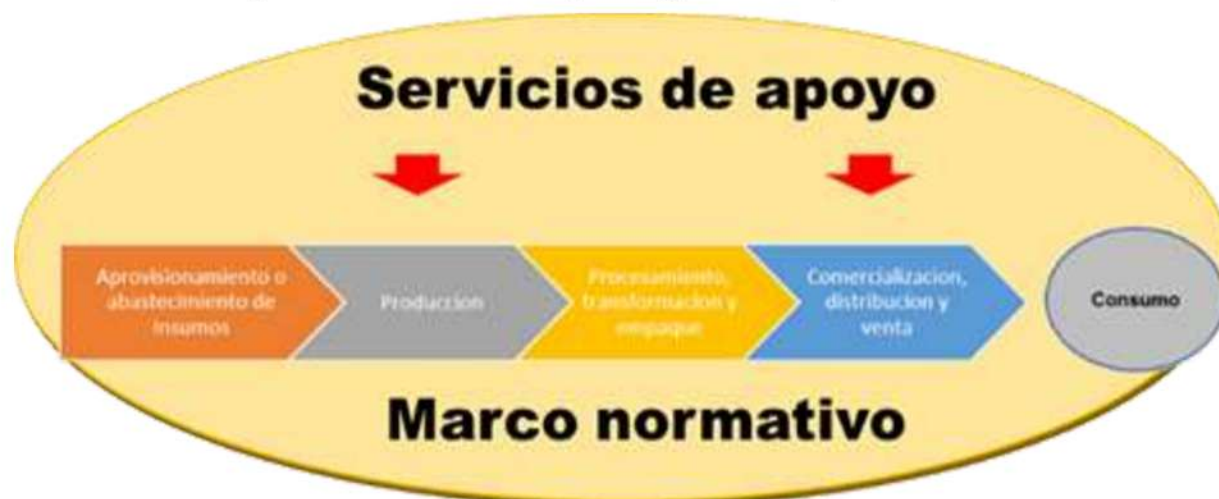 Servicios de apoyo
Aprovisionamiento o
abastecimiento de
insumos
Produccion
Procesamiento,
transformacion y
empaque
Comercializacion,
distribucion y
venta
Consumo
Marco normativo